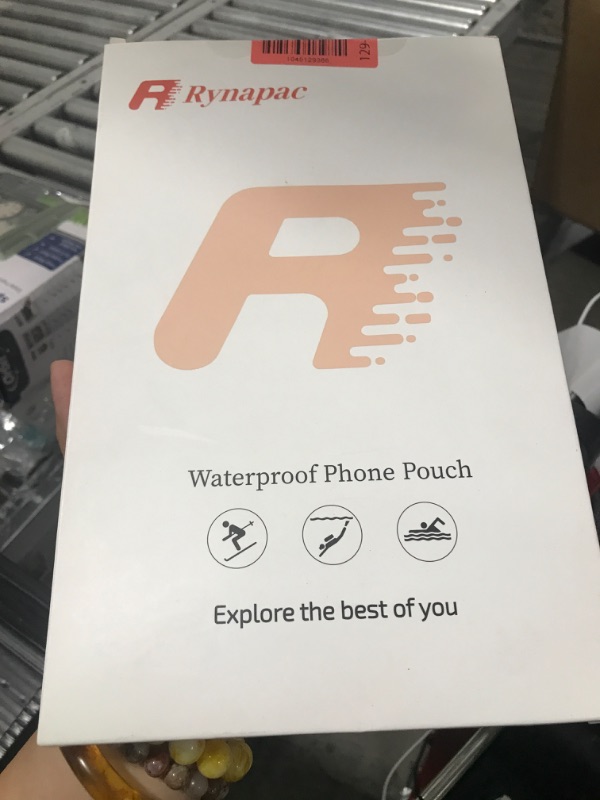 129
Rynapac
Waterproof Phone Pouch
Explore the best of you